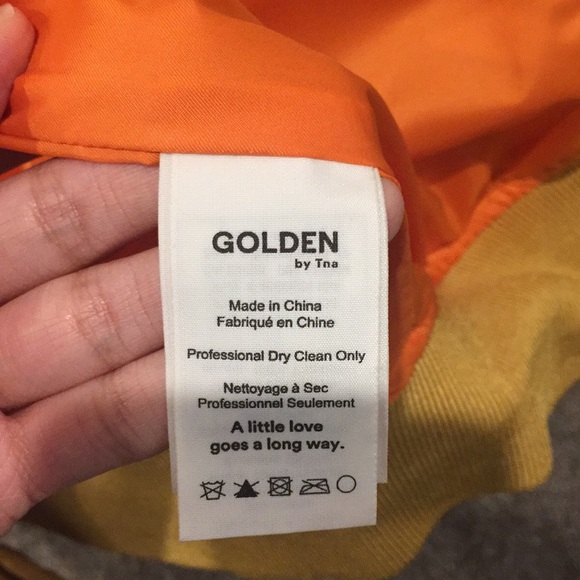 GOLDEN
by Tna
Made in China
Fabriqué en Chine
Professional Dry Clean Only
Nettoyage à Sec
Professionnel Seulement
A little love
goes a long way.